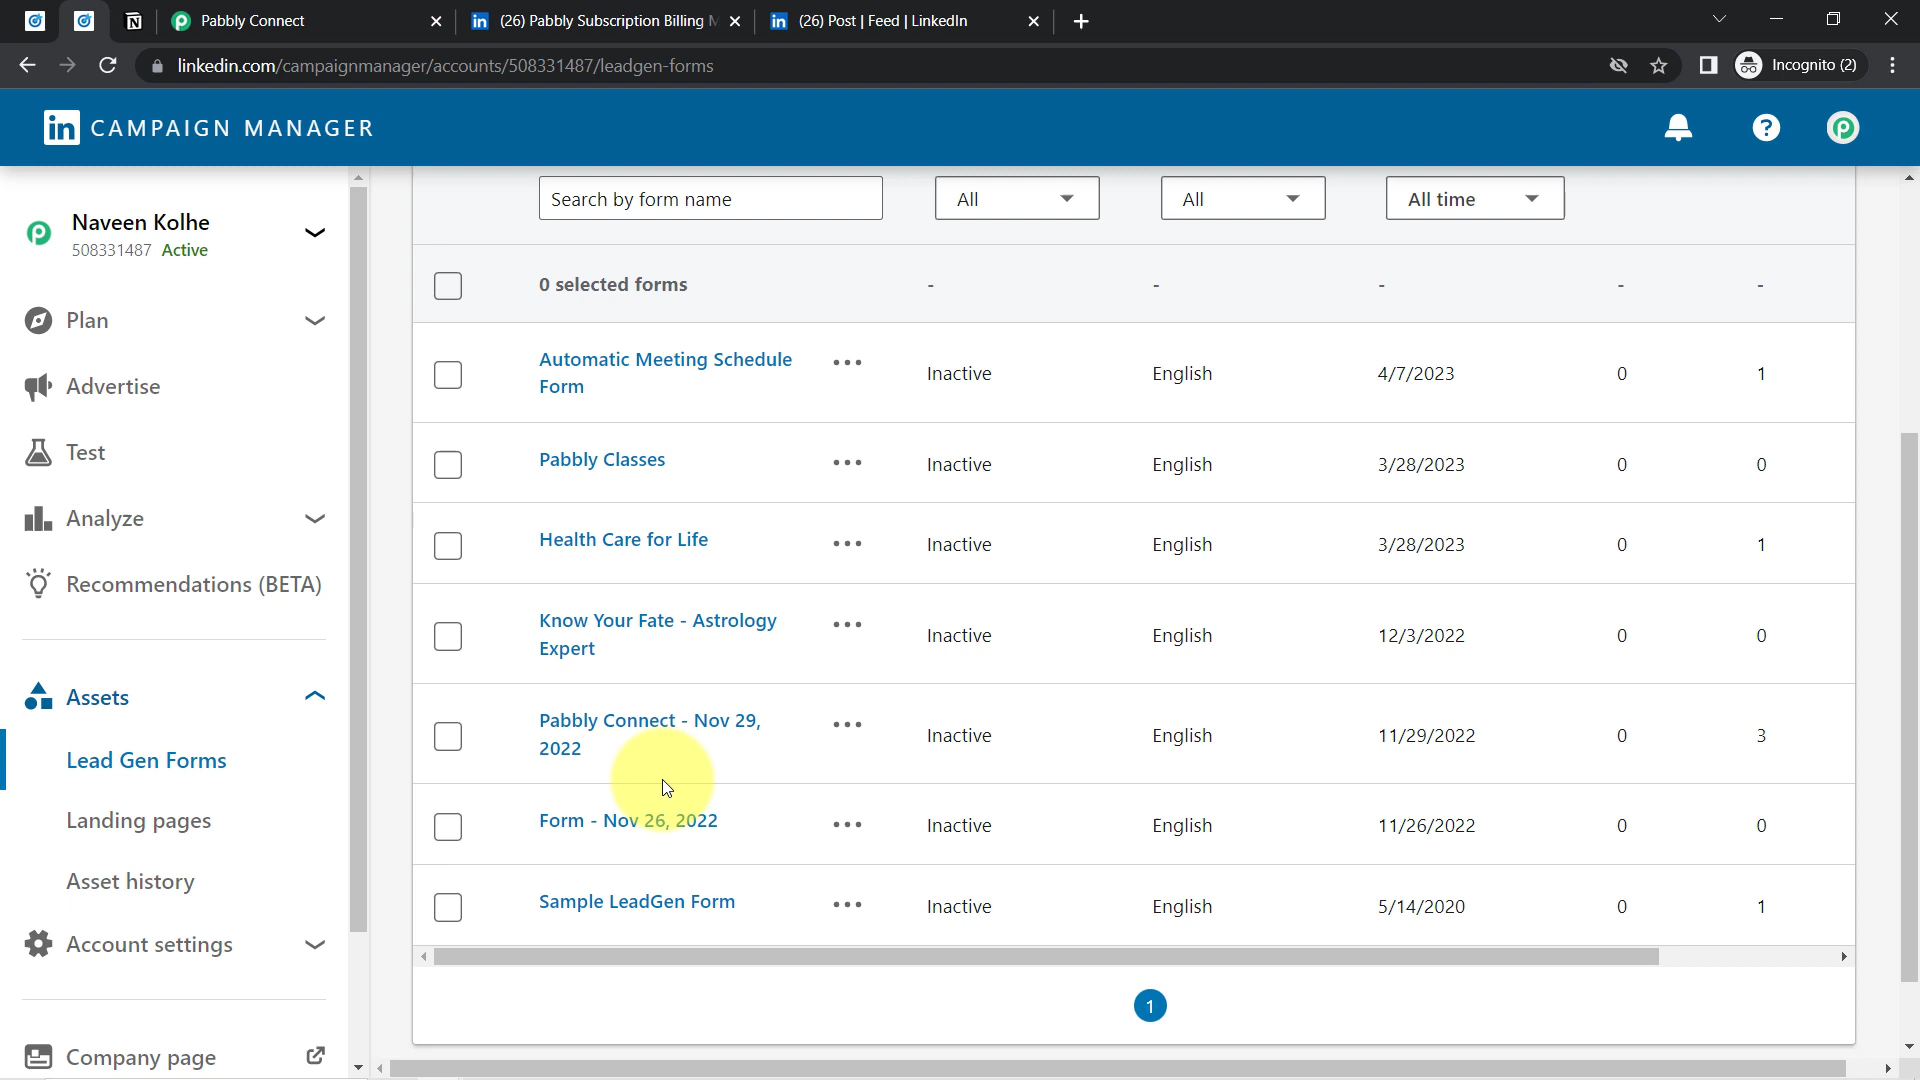 Pabbly Connect
(26) Pabbly Subscription Billing M
(26) Post | Feed | LinkedIn
linkedin.com/campaignmanager/accounts/508331487/leadgen-forms
Incognito (2)
in CAMPAIGN MANAGER
Naveen Kolhe
508331487 Active
Plan
Advertise
Test
Analyze
Recommendations (BETA)
Assets
Lead Gen Forms
Landing pages
Asset history
Account settings
Company page
Search by form name
All
All
All time
0 selected forms - - - - -
Automatic Meeting Schedule
Form
Inactive English 4/7/2023 0 1
Pabbly Classes ••• Inactive English 3/28/2023 0 0
Health Care for Life ••• Inactive English 3/28/2023 0 1
Know Your Fate - Astrology
Expert
Inactive English 12/3/2022 0 0
Pabbly Connect - Nov 29,
2022
Inactive English 11/29/2022 0 3
Form - Nov 26, 2022 ••• Inactive English 11/26/2022 0 0
Sample LeadGen Form ••• Inactive English 5/14/2020 0 1
1